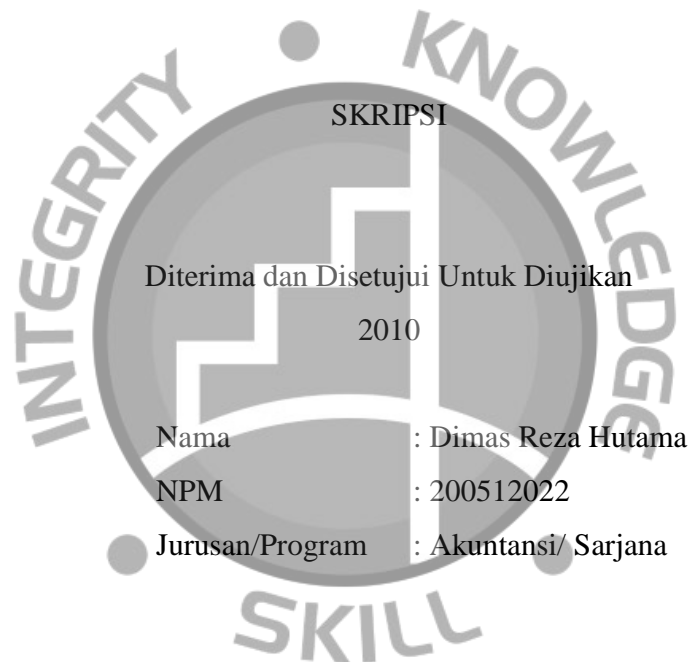 INTEGRITY
KNOWLEDGE
SKRIPSI
Diterima dan Disetujui Untuk Diujikan
2010
Nama : Dimas Reza Hutama
NPM : 200512022
Jurusan/Program : Akuntansi/ Sarjana
SKILL